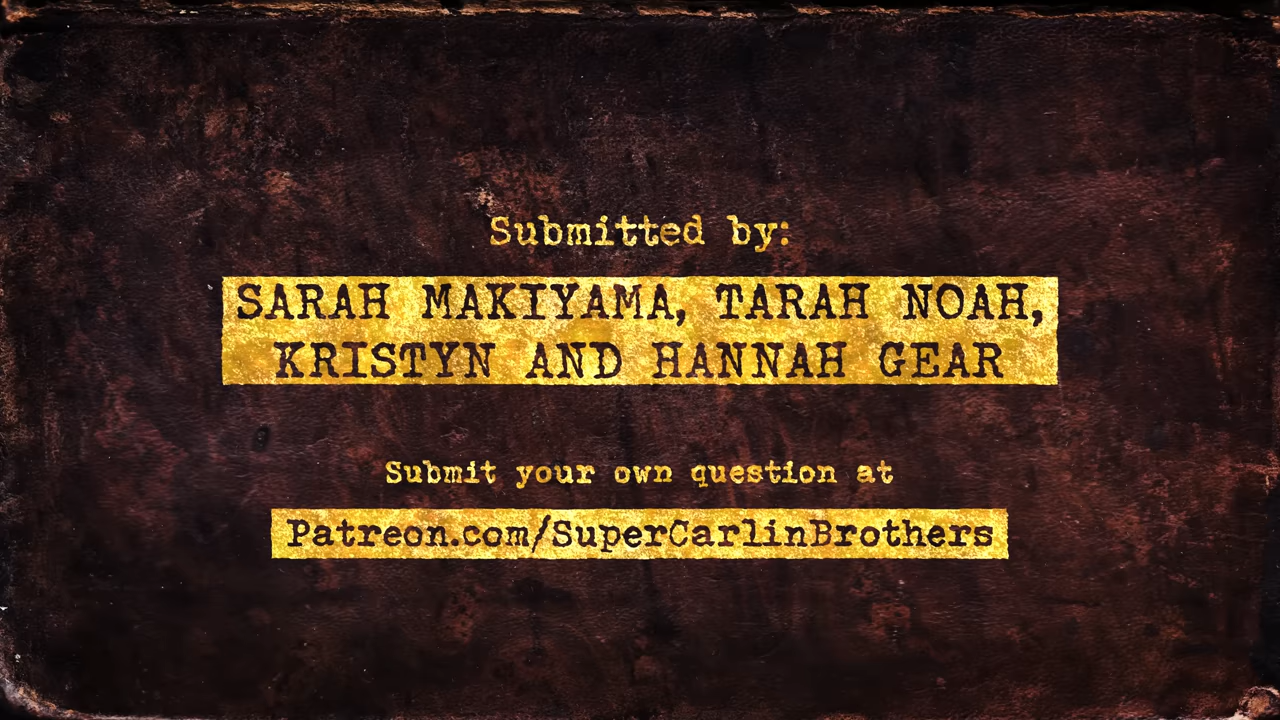 Submitted by:
SARAH MAKIYAMA, TARAH NOAH,
KRISTYN AND HANNAH GEAR
Submit your own question at
Patreon.com/SuperCarlinBrothers